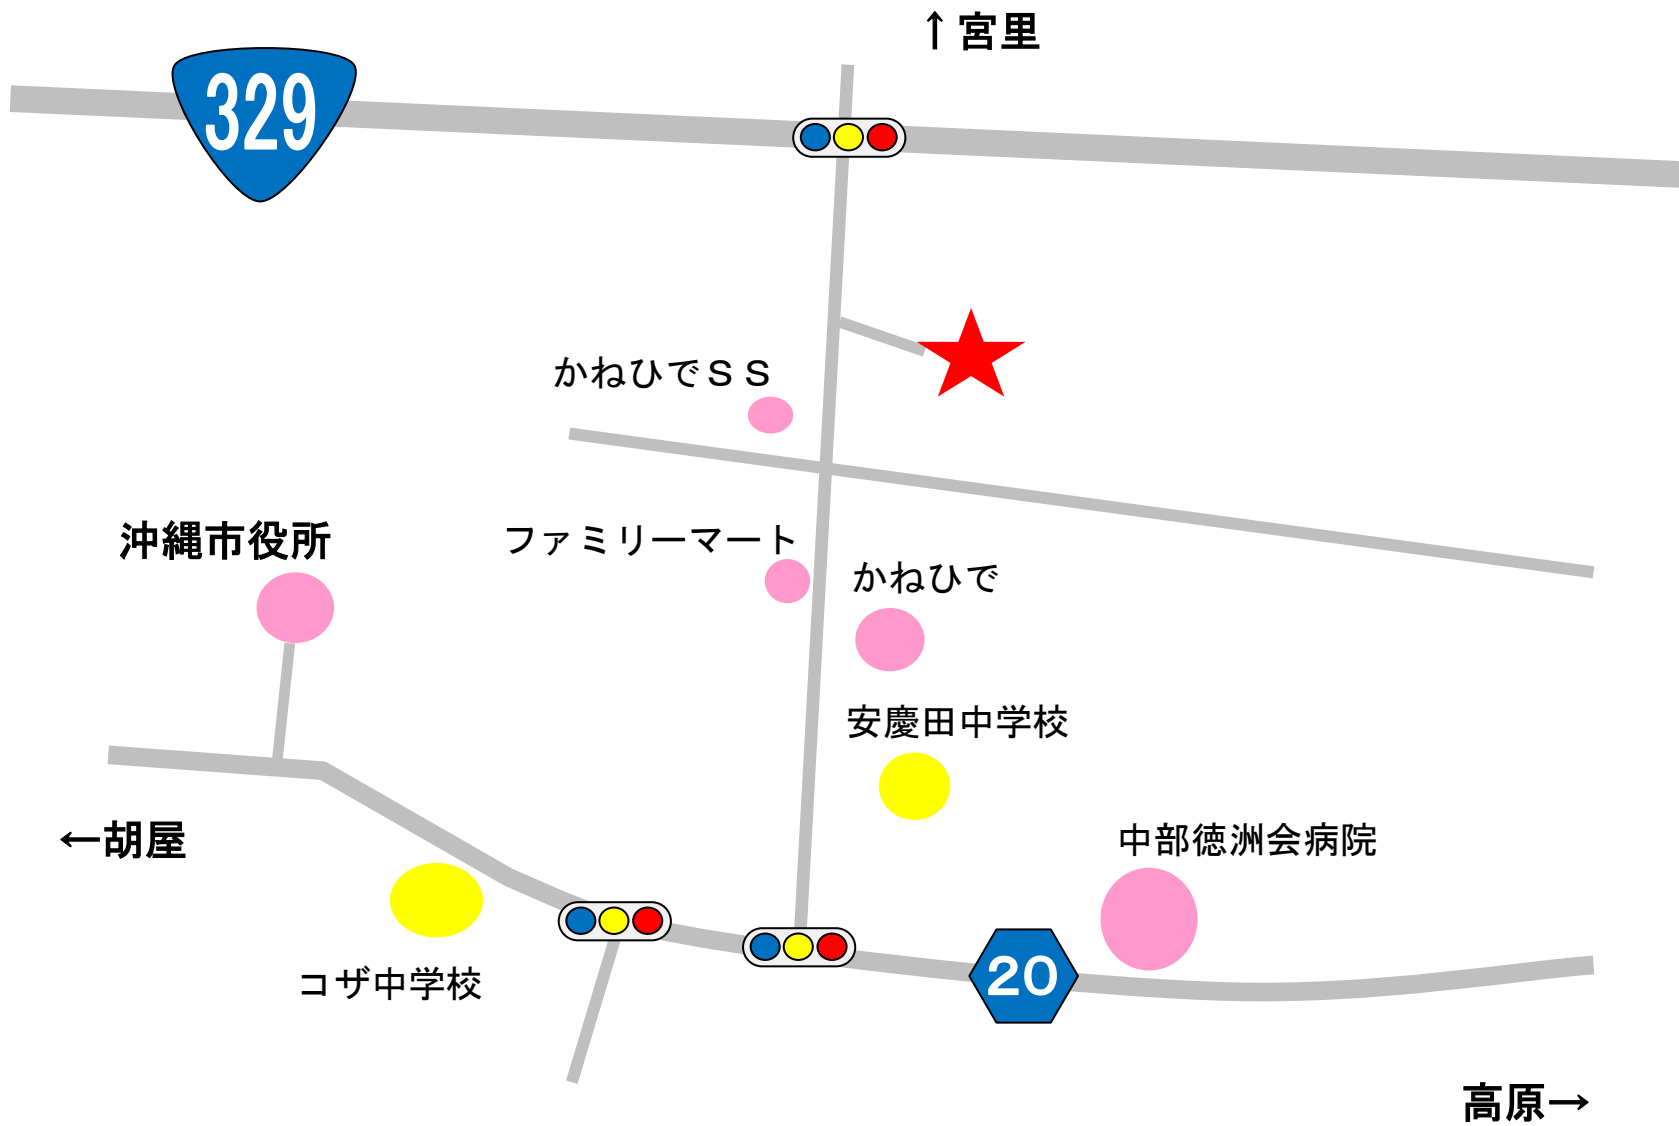 ↑宮里
329
かねひでＳＳ
沖縄市役所
ファミリーマート
かねひで
安慶田中学校
←胡屋
中部徳洲会病院
コザ中学校
20
高原→